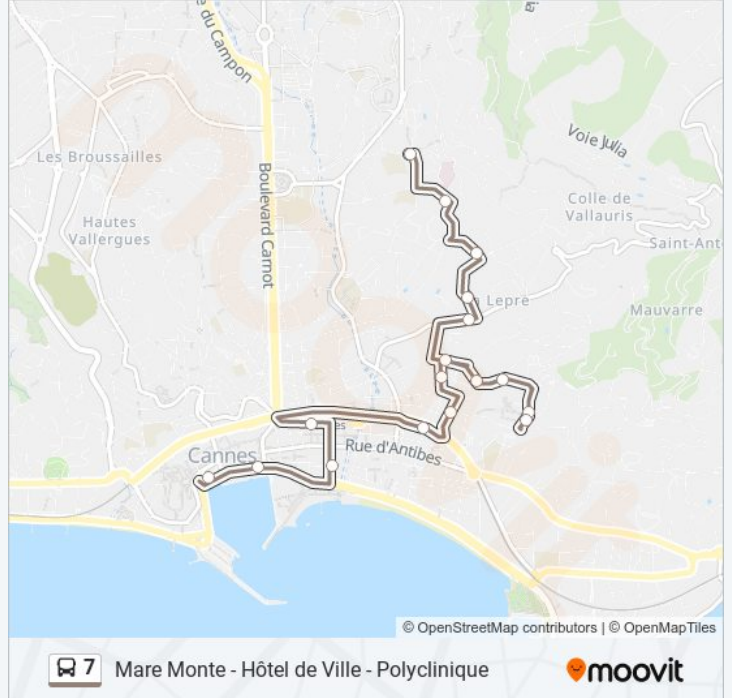 e du Campon
Voie Julia
Les Broussailles
Boulevard Carnot
Colle de
Vallauris
Hautes
Vallergues
Saint-Ant
Lepre
Mauvarre
es
Rue d'Antibes
Cannes
© OpenStreetMap contributors | © OpenMapTiles
7 Mare Monte - Hôtel de Ville - Polyclinique
moovit